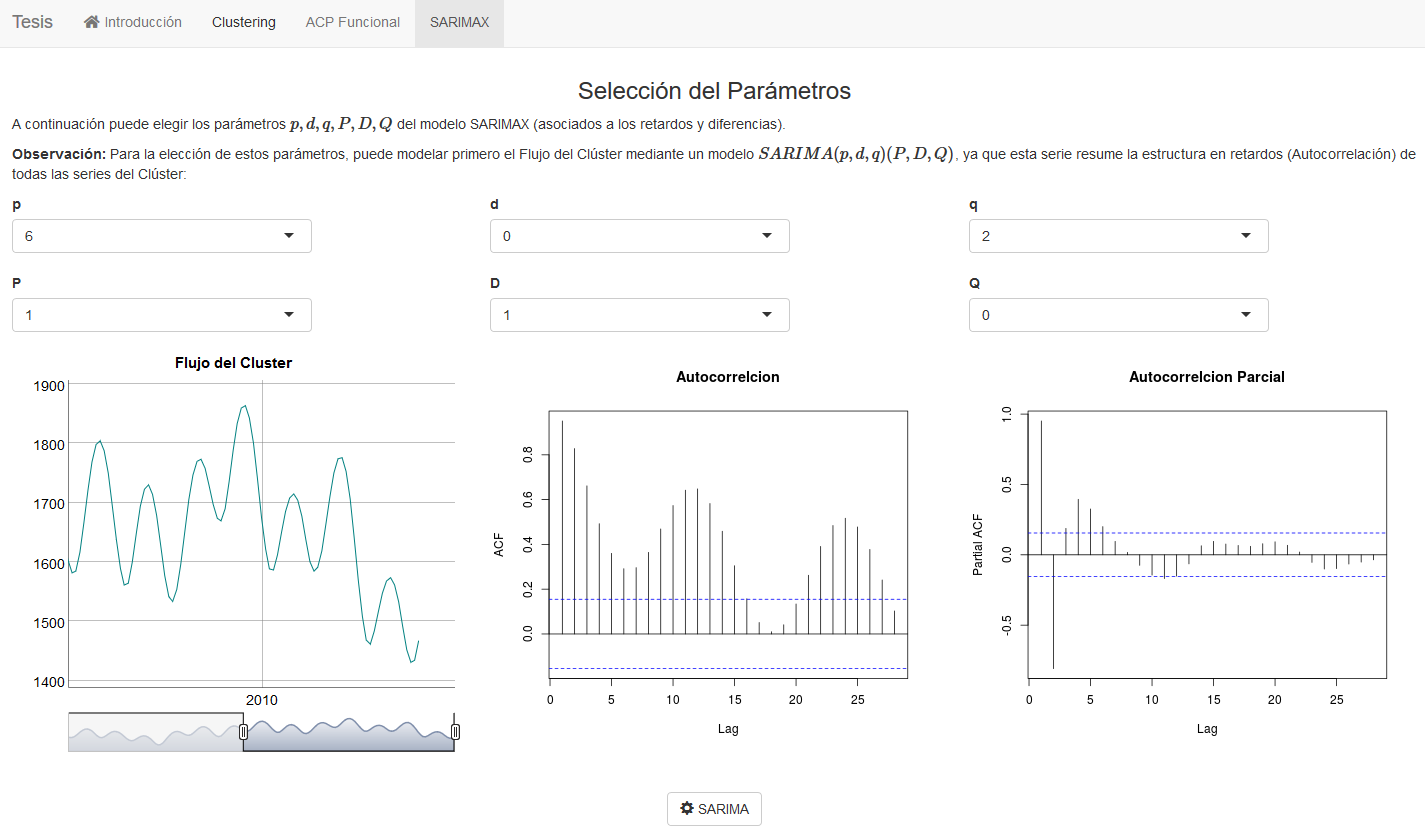 Tesis Introducción Clustering ACP Funcional SARIMAX
Selección del Parámetros
A continuación puede elegir los parámetros p, d, q, P, D, Q del modelo SARIMAX (asociados a los retardos y diferencias).
Observación: Para la elección de estos parámetros, puede modelar primero el Flujo del Clúster mediante un modelo SARIMA(p, d, q)(P, D, Q), ya que esta serie resume la estructura en retardos (Autocorrelación) de
todas las series del Clúster:
p d q
6 0 2
P D Q
1 1 0
Flujo del Cluster
1900
1800
1700
1600
1500
1400
2010
Autocorrelcion
ACF
0.8
0.6
0.4
0.2
0.0
0 5 10 15 20 25
Lag
Autocorrelcion Parcial
Partial ACF
1.0
0.5
0.0
-0.5
0 5 10 15 20 25
Lag
SARIMA